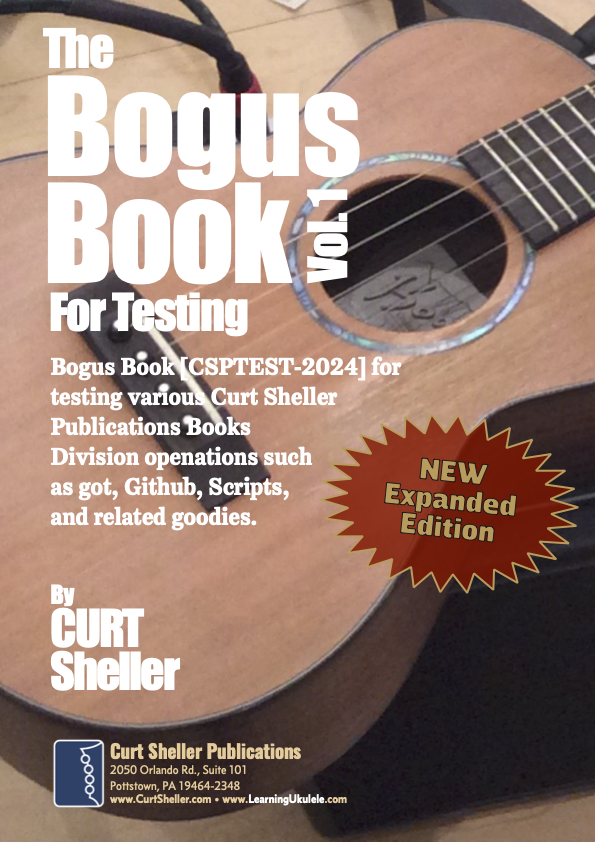 The
Bogus
Book
Vol. 1
For Testing
Bogus Book [CSPTEST-2024] for
testing various Curt Sheller
Publications Books
Division openations such
as got, Github, Scripts,
and related goodies.
NEW
Expanded
Edition
By
CURT
Sheller
Curt Sheller Publications
2050 Orlando Rd., Suite 101
Pottstown, PA 19464-2348
www.CurtSheller.com • www.LearningUkulele.com